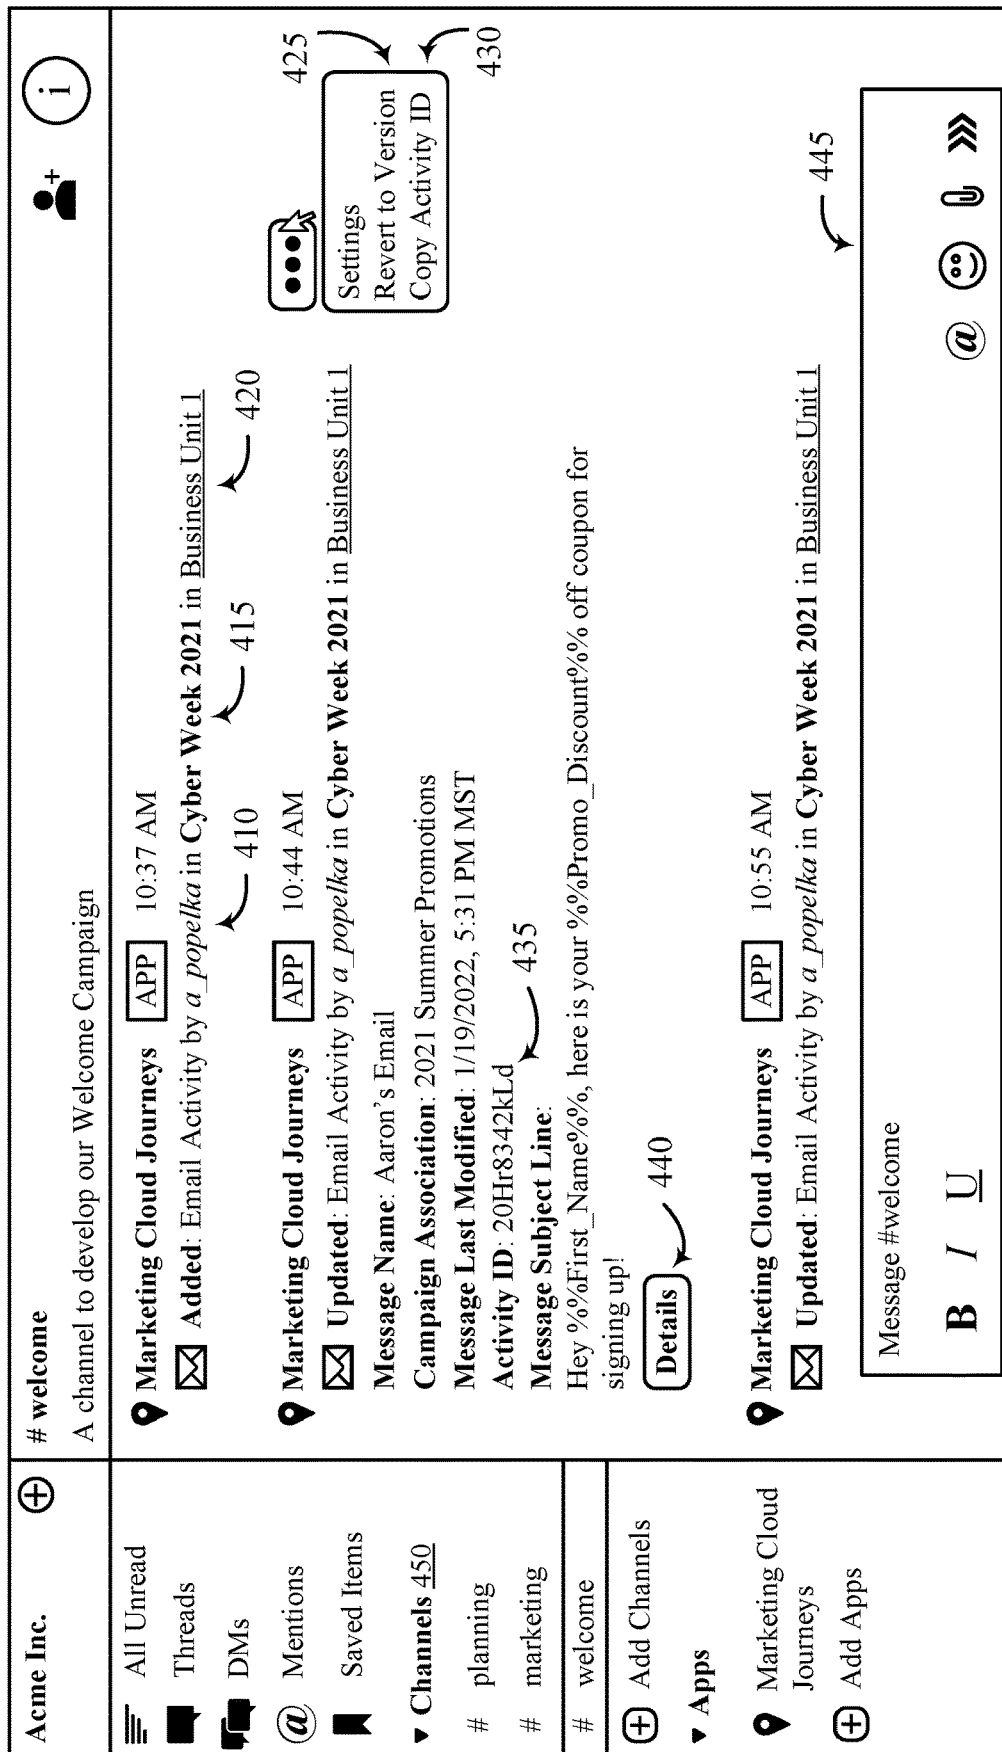 Acme Inc.
All Unread
Threads
DMs
@ Mentions
Saved Items
▼ Channels 450
# planning
# marketing
# welcome
Add Channels
▼ Apps
Marketing Cloud
Journeys
Add Apps
# welcome
A channel to develop our Welcome Campaign
i
Marketing Cloud Journeys APP 10:37 AM
Added: Email Activity by a_popelka in Cyber Week 2021 in Business Unit 1
410
415
420
Marketing Cloud Journeys APP 10:44 AM
Updated: Email Activity by a_popelka in Cyber Week 2021 in Business Unit 1
Message Name: Aaron's Email
Campaign Association: 2021 Summer Promotions
Message Last Modified: 1/19/2022, 5:31 PM MST
Activity ID: 20Hr8342kLd
435
Message Subject Line:
Hey %%First_Name%%, here is your %%Promo_Discount%% off coupon for
signing up!
Details
440
425
Settings
Revert to Version
Copy Activity ID
430
Marketing Cloud Journeys APP 10:55 AM
Updated: Email Activity by a_popelka in Cyber Week 2021 in Business Unit 1
445
Message #welcome
B I U @